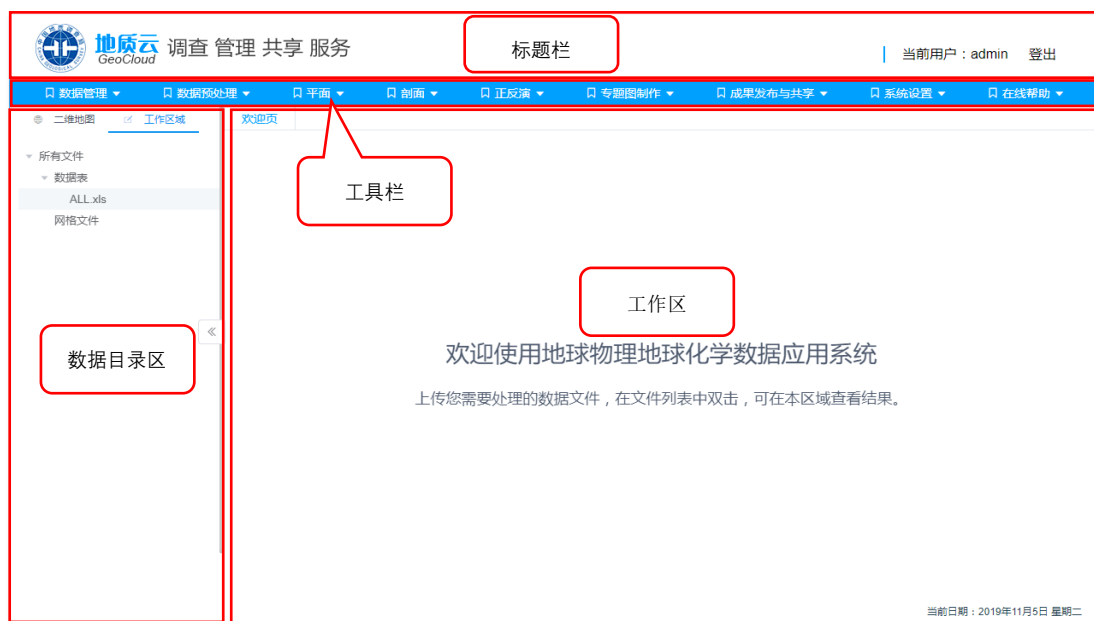 地质云 调查 管理 共享 服务
GeoCloud
标题栏
当前用户：admin 登出
数据管理 数据预处理 平面 剖面 正反演 专题图制作 成果发布与共享 系统设置 在线帮助
二维地图 工作区域 欢迎页
所有文件
数据表
ALL.xls
网格文件
工具栏
工作区
数据目录区
欢迎使用地球物理地球化学数据应用系统
上传您需要处理的数据文件，在文件列表中双击，可在本区域查看结果。
当前日期：2019年11月5日 星期二